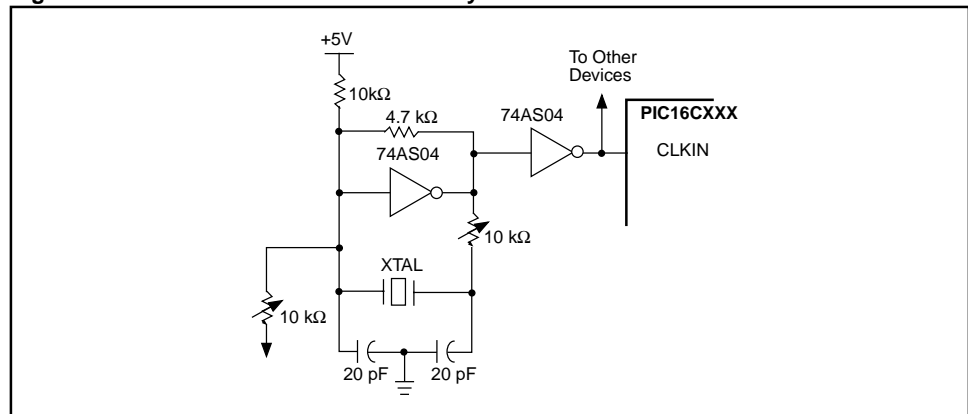 +5V
To Other
Devices
10kΩ
4.7 kΩ
74AS04
PIC16CXXX
74AS04
CLKIN
10 kΩ
XTAL
10 kΩ
20 pF
20 pF